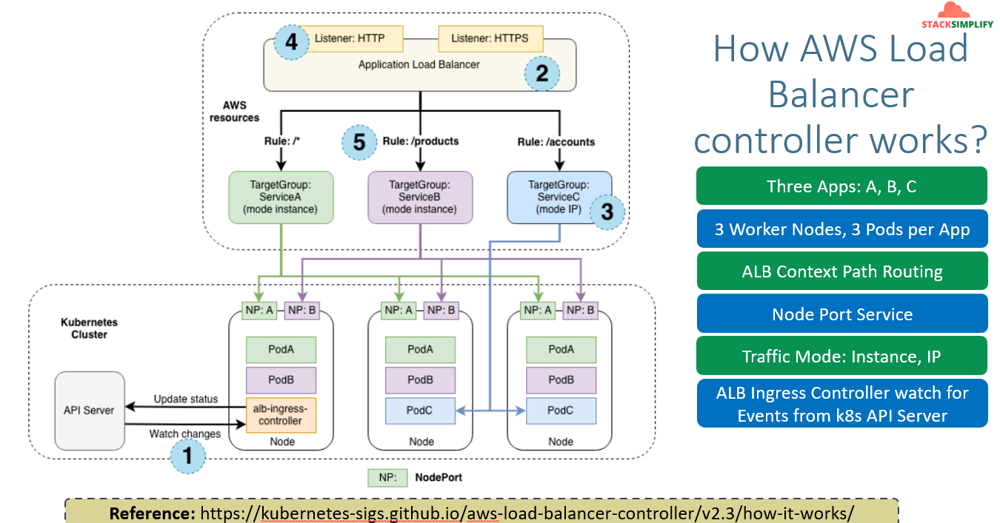 STACKSIMPLIFY
How AWS Load
Balancer
controller works?
Three Apps: A, B, C
3 Worker Nodes, 3 Pods per App
ALB Context Path Routing
Node Port Service
Traffic Mode: Instance, IP
ALB Ingress Controller watch for
Events from k8s API Server
4
Listener: HTTP
Listener: HTTPS
Application Load Balancer
2
AWS
resources
Rule: /*
5
Rule: /products
Rule: /accounts
TargetGroup:
ServiceA
(mode instance)
TargetGroup:
ServiceB
(mode instance)
TargetGroup:
ServiceC
(mode IP)
3
Kubernetes
Cluster
NP: A
NP: B
NP: A
NP: B
NP: A
NP: B
PodA
PodB
alb-ingress-
controller
Node
PodA
PodB
PodC
Node
PodA
PodB
PodC
Node
API Server
Update status
Watch changes
1
NP:
NodePort
Reference: https://kubernetes-sigs.github.io/aws-load-balancer-controller/v2.3/how-it-works/